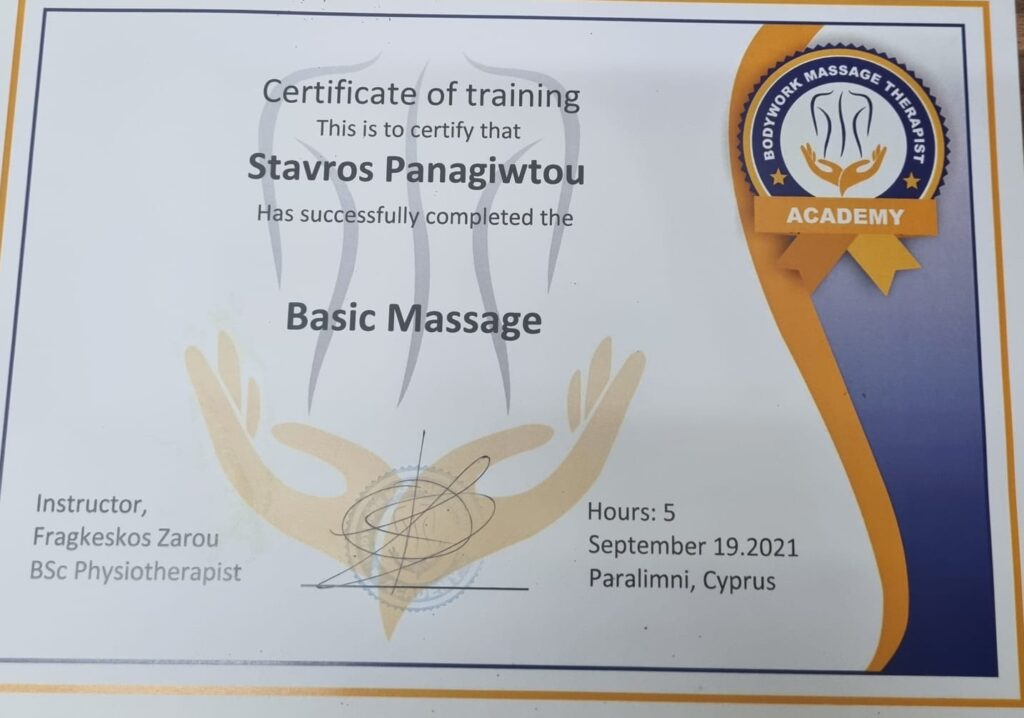 Certificate of training
This is to certify that
Stavros Panagiwtou
Has successfully completed the
Basic Massage
Instructor,
Fragkeskos Zarou
BSc Physiotherapist
Hours: 5
September 19.2021
Paralimni, Cyprus
BODYWORK MASSAGE THERAPIST
ACADEMY